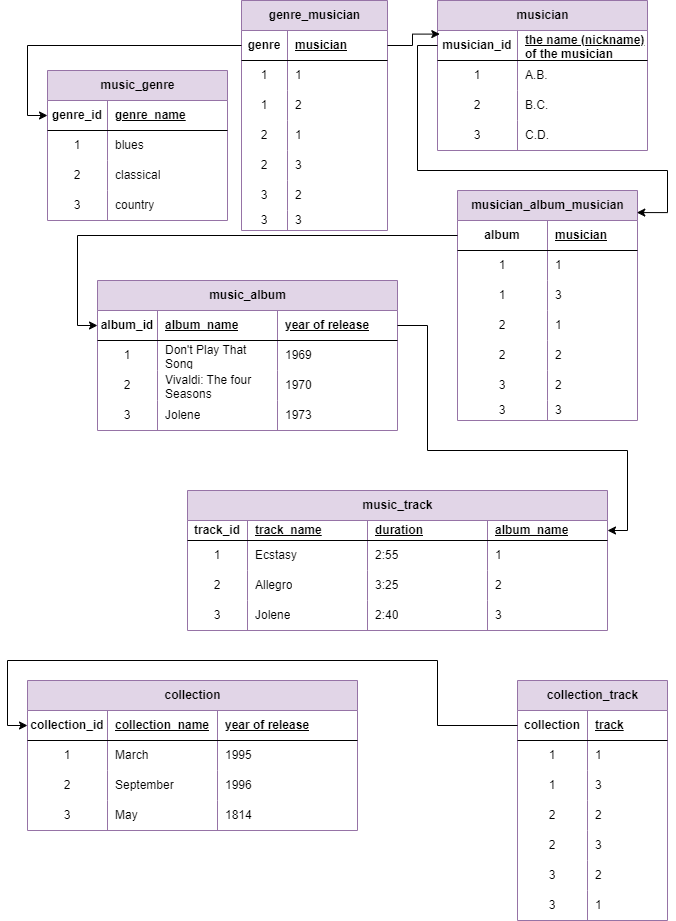 genre_musician
genre musician
1 1
1 2
2 1
2 3
3 2
3 3
musician
musician_id the name (nickname)
of the musician
1 A.B.
2 B.C.
3 C.D.
music_genre
genre_id genre_name
1 blues
2 classical
3 country
musician_album_musician
album musician
1 1
1 3
2 1
2 2
3 2
3 3
music_album
album_id album_name year of release
1 Don't Play That
Song 1969
2 Vivaldi: The four
Seasons 1970
3 Jolene 1973
music_track
track_id track_name duration album_name
1 Ecstasy 2:55 1
2 Allegro 3:25 2
3 Jolene 2:40 3
collection
collection_id collection_name year of release
1 March 1995
2 September 1996
3 May 1814
collection_track
collection track
1 1
1 3
2 2
2 3
3 2
3 1